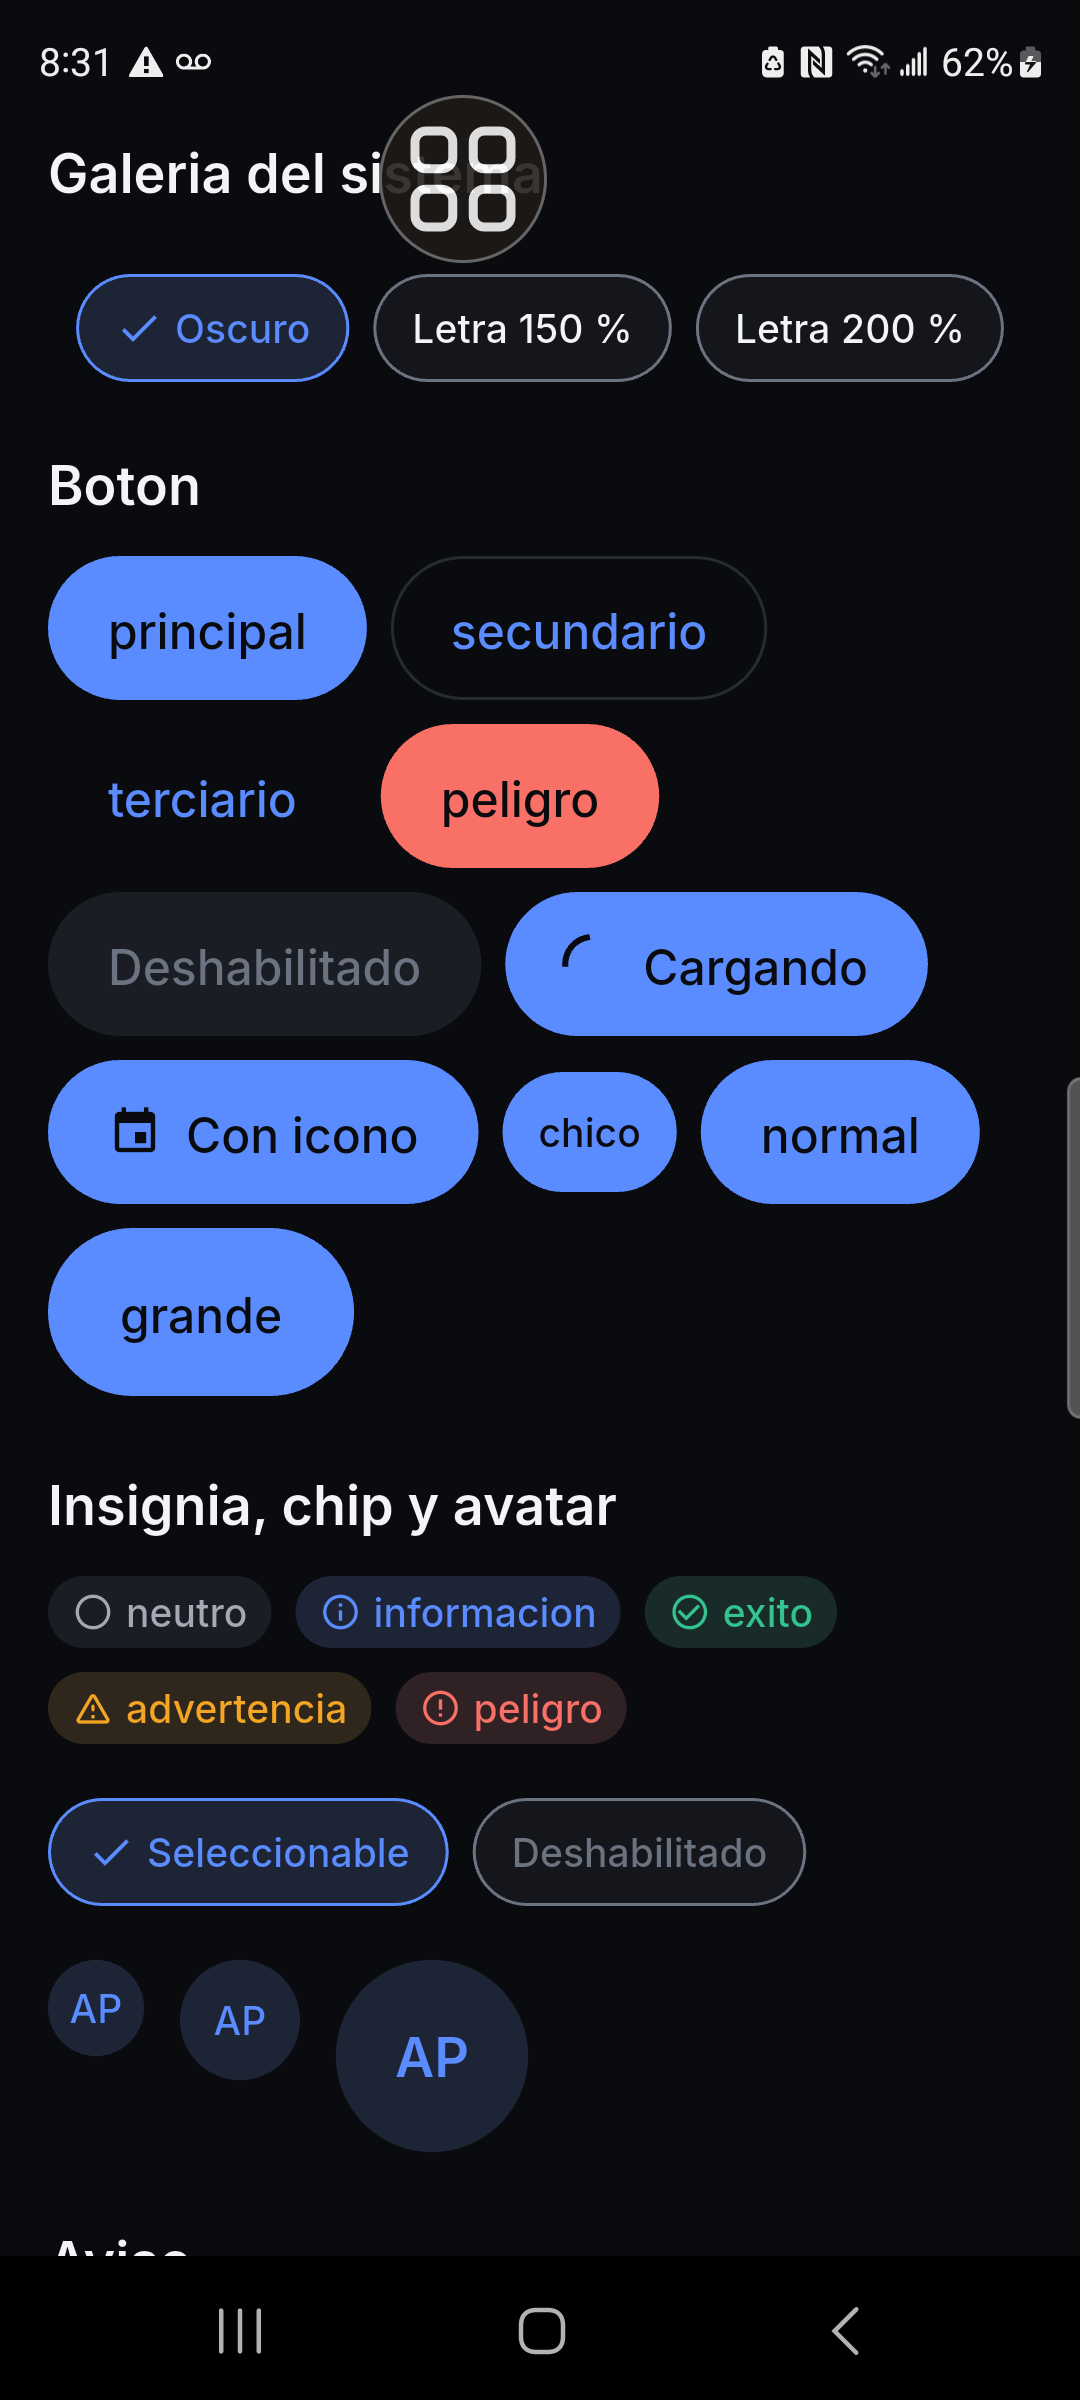 8:31 62%
Galeria del sistema
Oscuro Letra 150 % Letra 200 %
Boton
principal secundario
terciario peligro
Deshabilitado Cargando
Con icono chico normal
grande
Insignia, chip y avatar
neutro informacion exito
advertencia peligro
Seleccionable Deshabilitado
AP AP AP